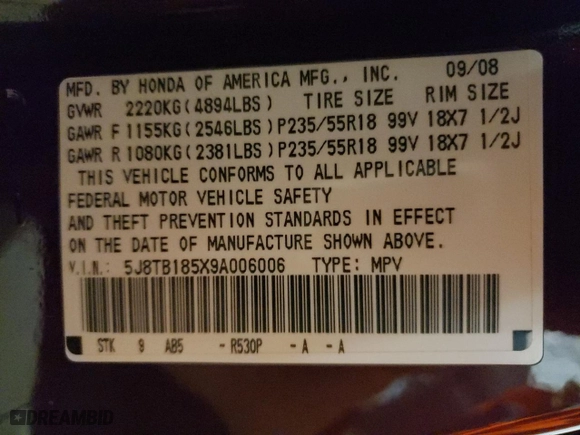 MFD. BY HONDA OF AMERICA MFG., INC. 09/08
GVWR 2220KG(4894LBS) TIRE SIZE RIM SIZE
GAWR F 1155KG(2546LBS)P235/55R18 99V 18X7 1/2J
GAWR R 1080KG(2381LBS)P235/55R18 99V 18X7 1/2J
THIS VEHICLE CONFORMS TO ALL APPLICABLE
FEDERAL MOTOR VEHICLE SAFETY
AND THEFT PREVENTION STANDARDS IN EFFECT
ON THE DATE OF MANUFACTURE SHOWN ABOVE.
V.I.N.: 5J8TB185X9A006006 TYPE: MPV
STK 9 AB5 -R530P -A -A
DREAMBID